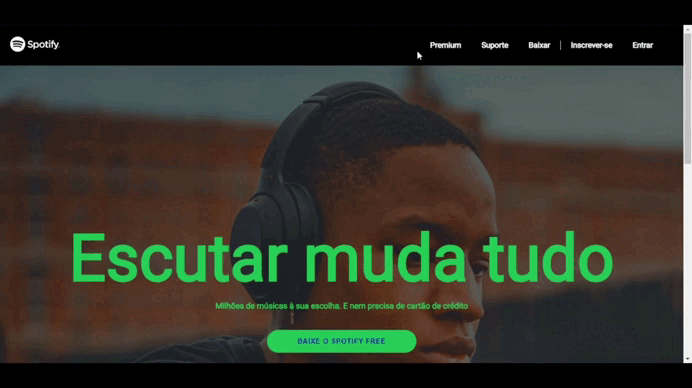 Spotify
Premium Suporte Baixar Inscrever-se Entrar
Escutar muda tudo
Milhões de músicas à sua escolha. E nem precisa de cartão de crédito
BAIXE O SPOTIFY FREE